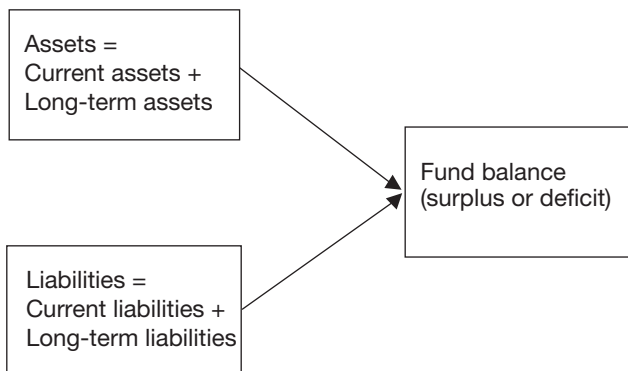 Assets =
Current assets +
Long-term assets
Fund balance
(surplus or deficit)
Liabilities =
Current liabilities +
Long-term liabilities